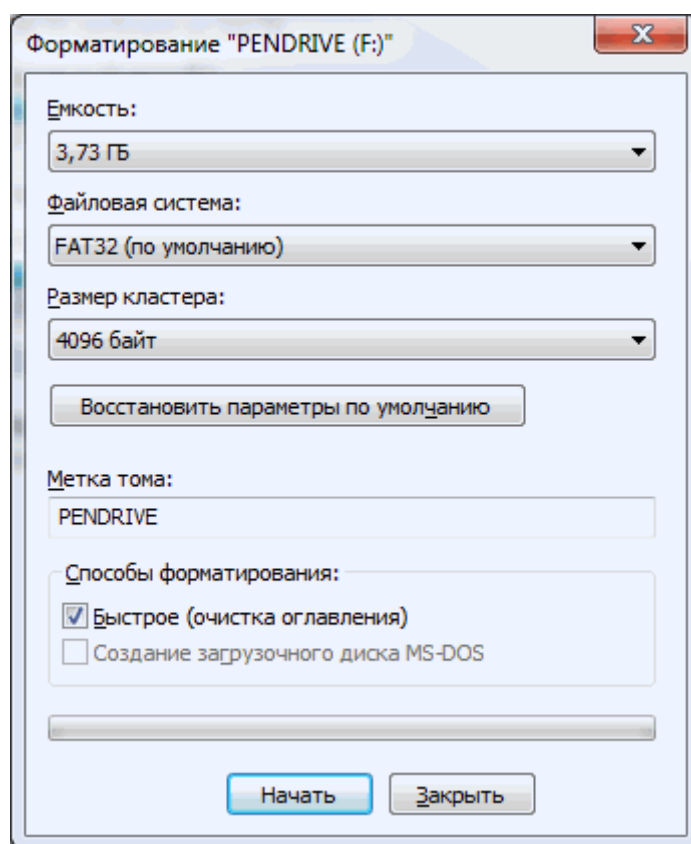 Форматирование "PENDRIVE (F:)"
Емкость:
3,73 ГБ
Файловая система:
FAT32 (по умолчанию)
Размер кластера:
4096 байт
Восстановить параметры по умолчанию
Метка тома:
PENDRIVE
Способы форматирования:
Быстрое (очистка оглавления)
Создание загрузочного диска MS-DOS
Начать
Закрыть